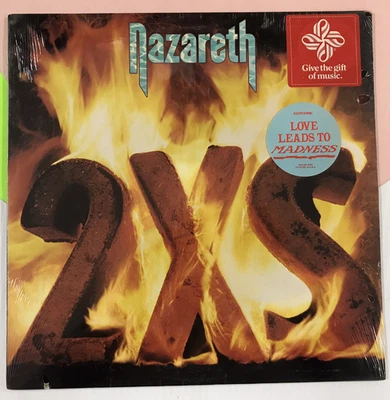 Nazareth
Give the gift
of music.
LOVE
LEADS TO
MADNESS
2XS